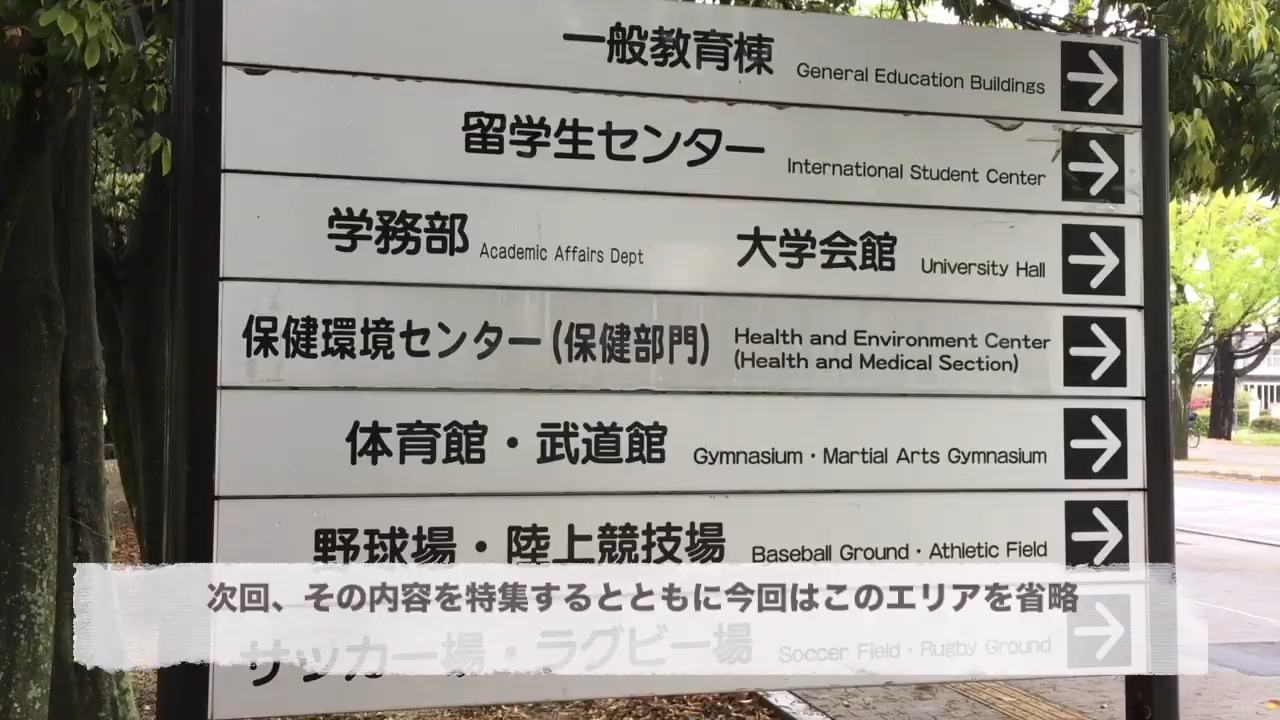 一般教育棟 General Education Buildings
留学生センター International Student Center
学務部 Academic Affairs Dept 大学会館 University Hall
保健環境センター(保健部門) Health and Environment Center
(Health and Medical Section)
体育館・武道館 Gymnasium・Martial Arts Gymnasium
野球場・陸上競技場 Baseball Ground・Athletic Field
次回、その内容を特集するとともに今回はこのエリアを省略
サッカー場・ラグビー場 Soccer Field・Rugby Ground